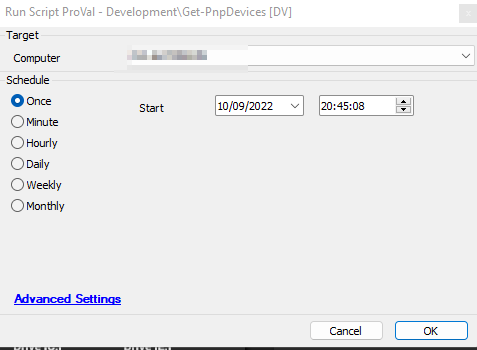 Run Script ProVal - Development\Get-PnpDevices [DV]
Target
Computer
Schedule
Once
Start
10/09/2022
20:45:08
Minute
Hourly
Daily
Weekly
Monthly
Advanced Settings
Cancel
OK